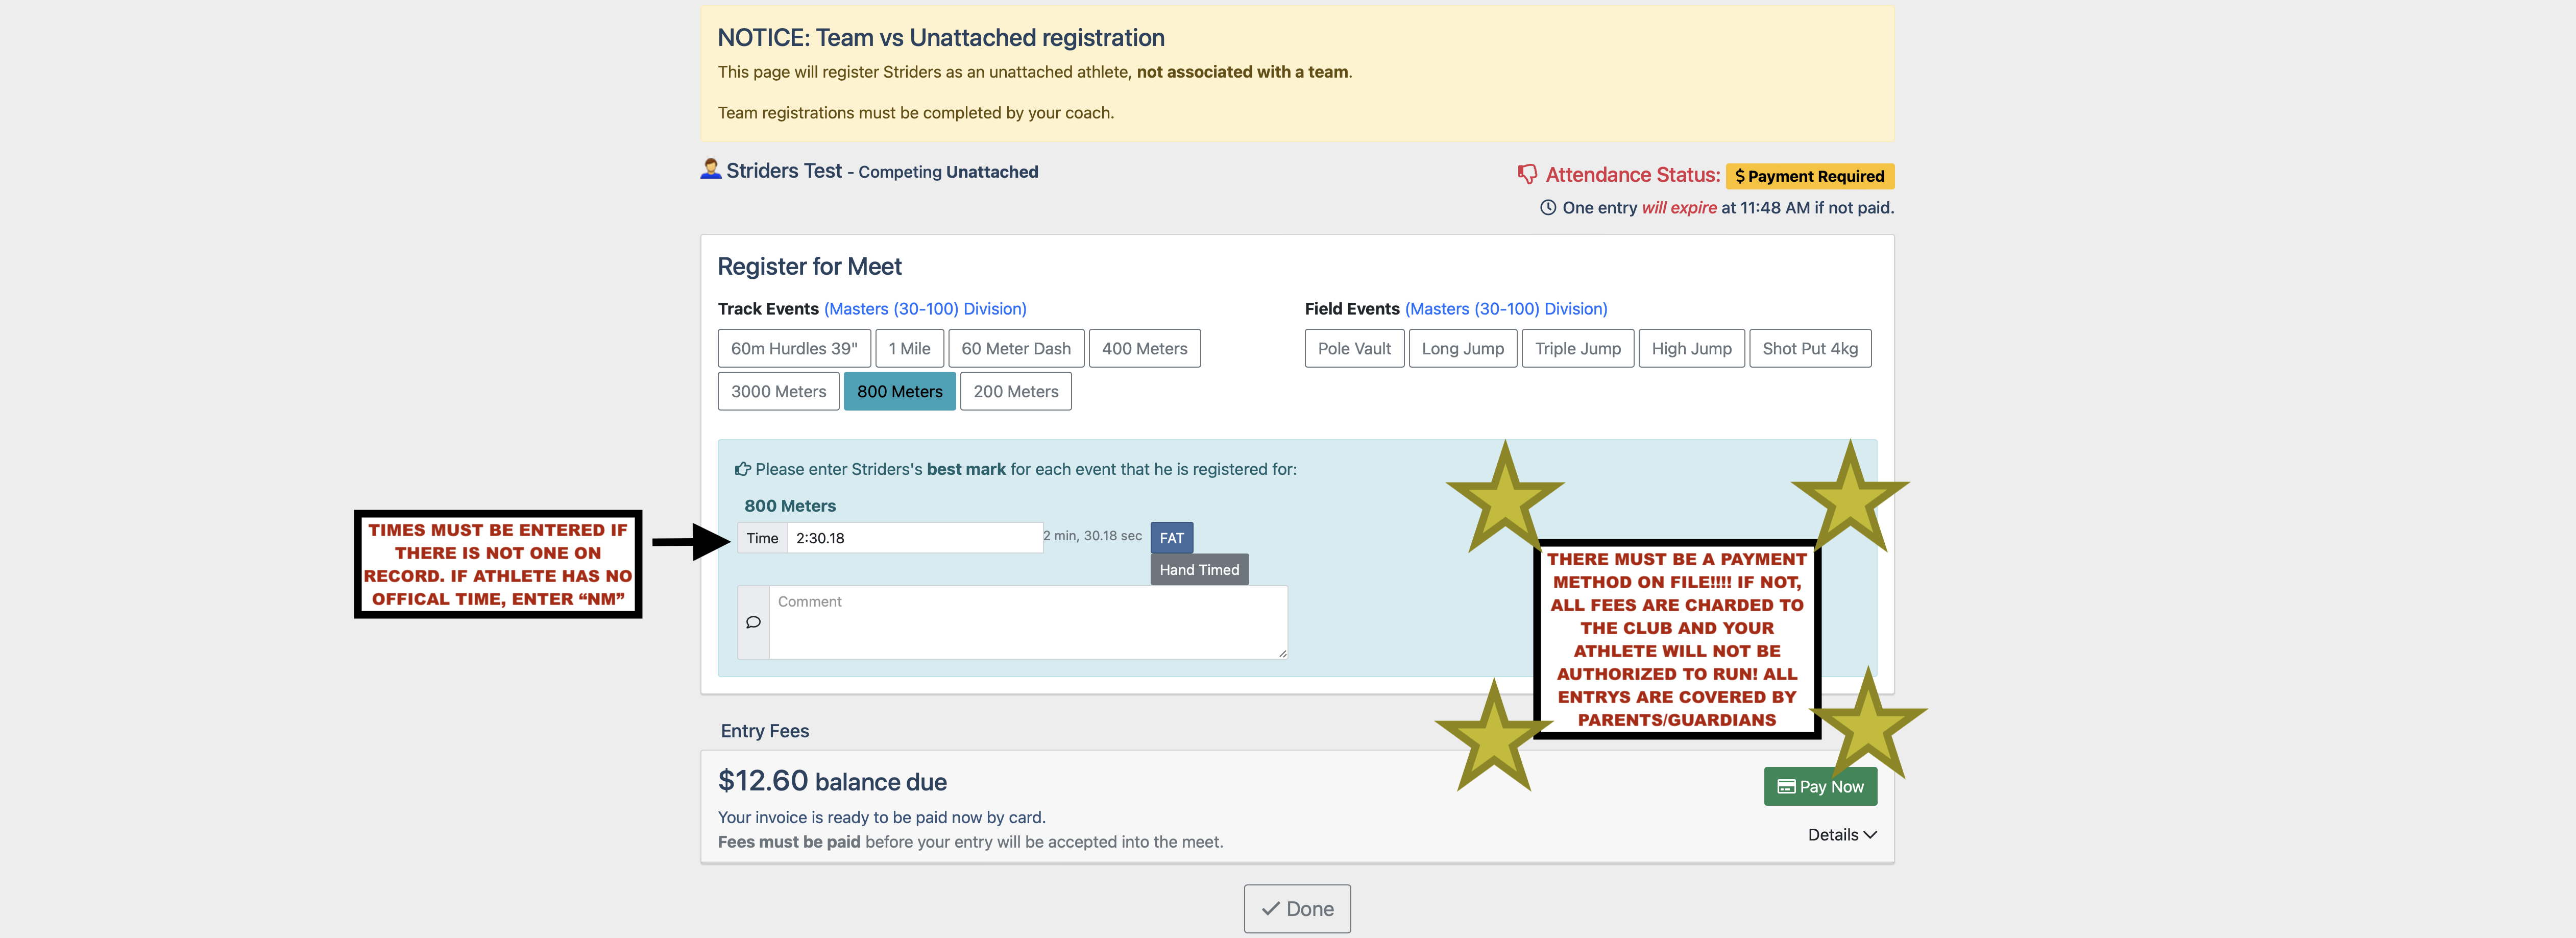 NOTICE: Team vs Unattached registration
This page will register Striders as an unattached athlete, not associated with a team.
Team registrations must be completed by your coach.
Striders Test - Competing Unattached
Attendance Status: $ Payment Required
One entry will expire at 11:48 AM if not paid.
Register for Meet
Track Events (Masters (30-100) Division)
60m Hurdles 39" 1 Mile 60 Meter Dash 400 Meters
3000 Meters 800 Meters 200 Meters
Field Events (Masters (30-100) Division)
Pole Vault Long Jump Triple Jump High Jump Shot Put 4kg
Please enter Striders's best mark for each event that he is registered for:
800 Meters
Time 2:30.18 2 min, 30.18 sec FAT
Hand Timed
Comment
TIMES MUST BE ENTERED IF
THERE IS NOT ONE ON
RECORD. IF ATHLETE HAS NO
OFFICAL TIME, ENTER “NM”
THERE MUST BE A PAYMENT
METHOD ON FILE!!!! IF NOT,
ALL FEES ARE CHARDED TO
THE CLUB AND YOUR
ATHLETE WILL NOT BE
AUTHORIZED TO RUN! ALL
ENTRYS ARE COVERED BY
PARENTS/GUARDIANS
Entry Fees
$12.60 balance due
Pay Now
Your invoice is ready to be paid now by card.
Fees must be paid before your entry will be accepted into the meet.
Details
Done